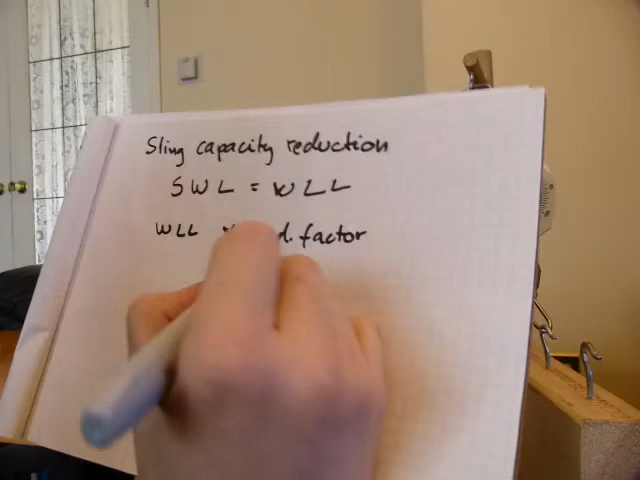 Sling capacity reduction
SWL = WLL
WLL d. factor